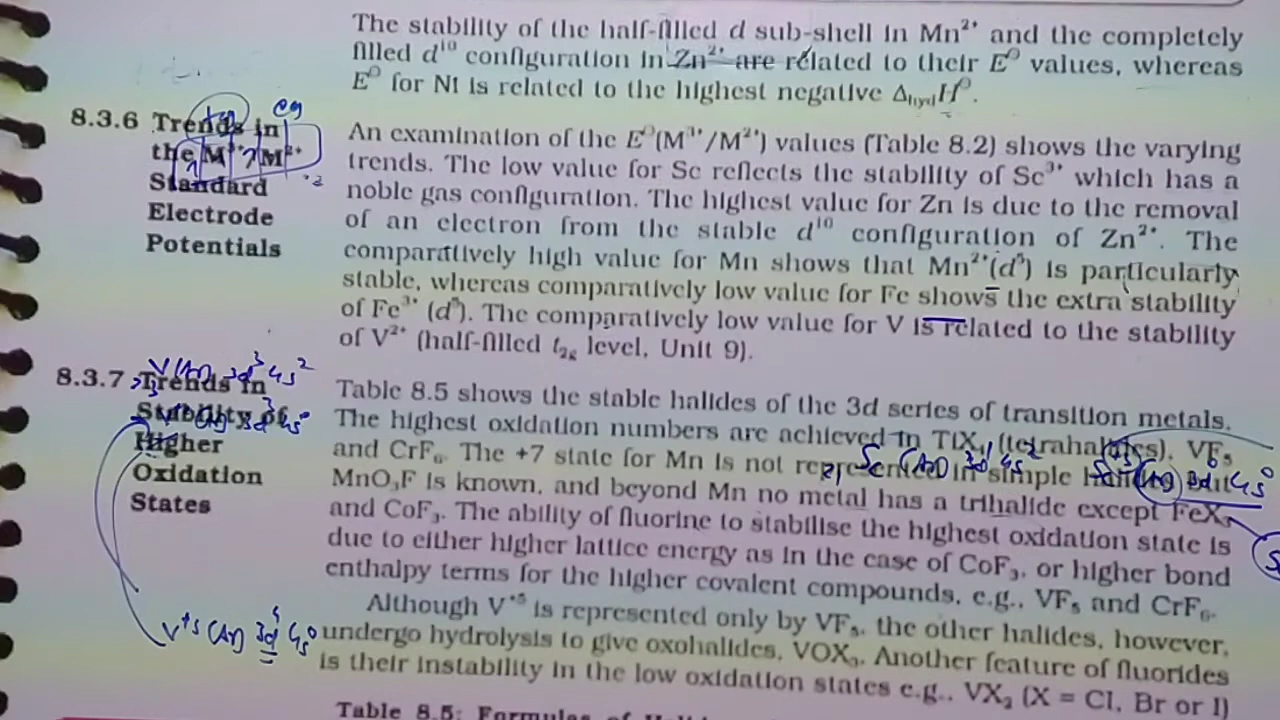 The stability of the half-filled d sub-shell in Mn²⁺ and the completely
filled d¹⁰ configuration in Zn²⁺ are related to their E⊖ values, whereas
E⊖ for Ni is related to the highest negative ΔhydH⊖.
8.3.6 Trends in
the M³⁺/M²⁺
Standard
Electrode
Potentials
An examination of the E⊖(M³⁺/M²⁺) values (Table 8.2) shows the varying
trends. The low value for Sc reflects the stability of Sc³⁺ which has a
noble gas configuration. The highest value for Zn is due to the removal
of an electron from the stable d¹⁰ configuration of Zn²⁺. The
comparatively high value for Mn shows that Mn²⁺(d⁵) is particularly
stable, whereas comparatively low value for Fe shows the extra stability
of Fe³⁺ (d⁵). The comparatively low value for V is related to the stability
of V²⁺ (half-filled t₂g level, Unit 9).
V(Ar) 3d³ 4s²
8.3.7 Trends in
Stability of
Higher
Oxidation
States
Table 8.5 shows the stable halides of the 3d series of transition metals.
The highest oxidation numbers are achieved in TiX₄ (tetrahalides), VF₅
and CrF₆. The +7 state for Mn is not represented in simple halides but
MnO₃F is known, and beyond Mn no metal has a trihalide except FeX₃
and CoF₃. The ability of fluorine to stabilise the highest oxidation state is
due to either higher lattice energy as in the case of CoF₃, or higher bond
enthalpy terms for the higher covalent compounds, e.g., VF₅ and CrF₆.
Although V⁺⁵ is represented only by VF₅, the other halides, however,
undergo hydrolysis to give oxohalides, VOX₃. Another feature of fluorides
is their instability in the low oxidation states e.g., VX₂ (X = Cl, Br or I)
21 Sc (Ar) 3d¹ 4s²
(Ar) 3d 4s⁰
(Ar) 3d 4s⁰
Table 8.5: Formulas of